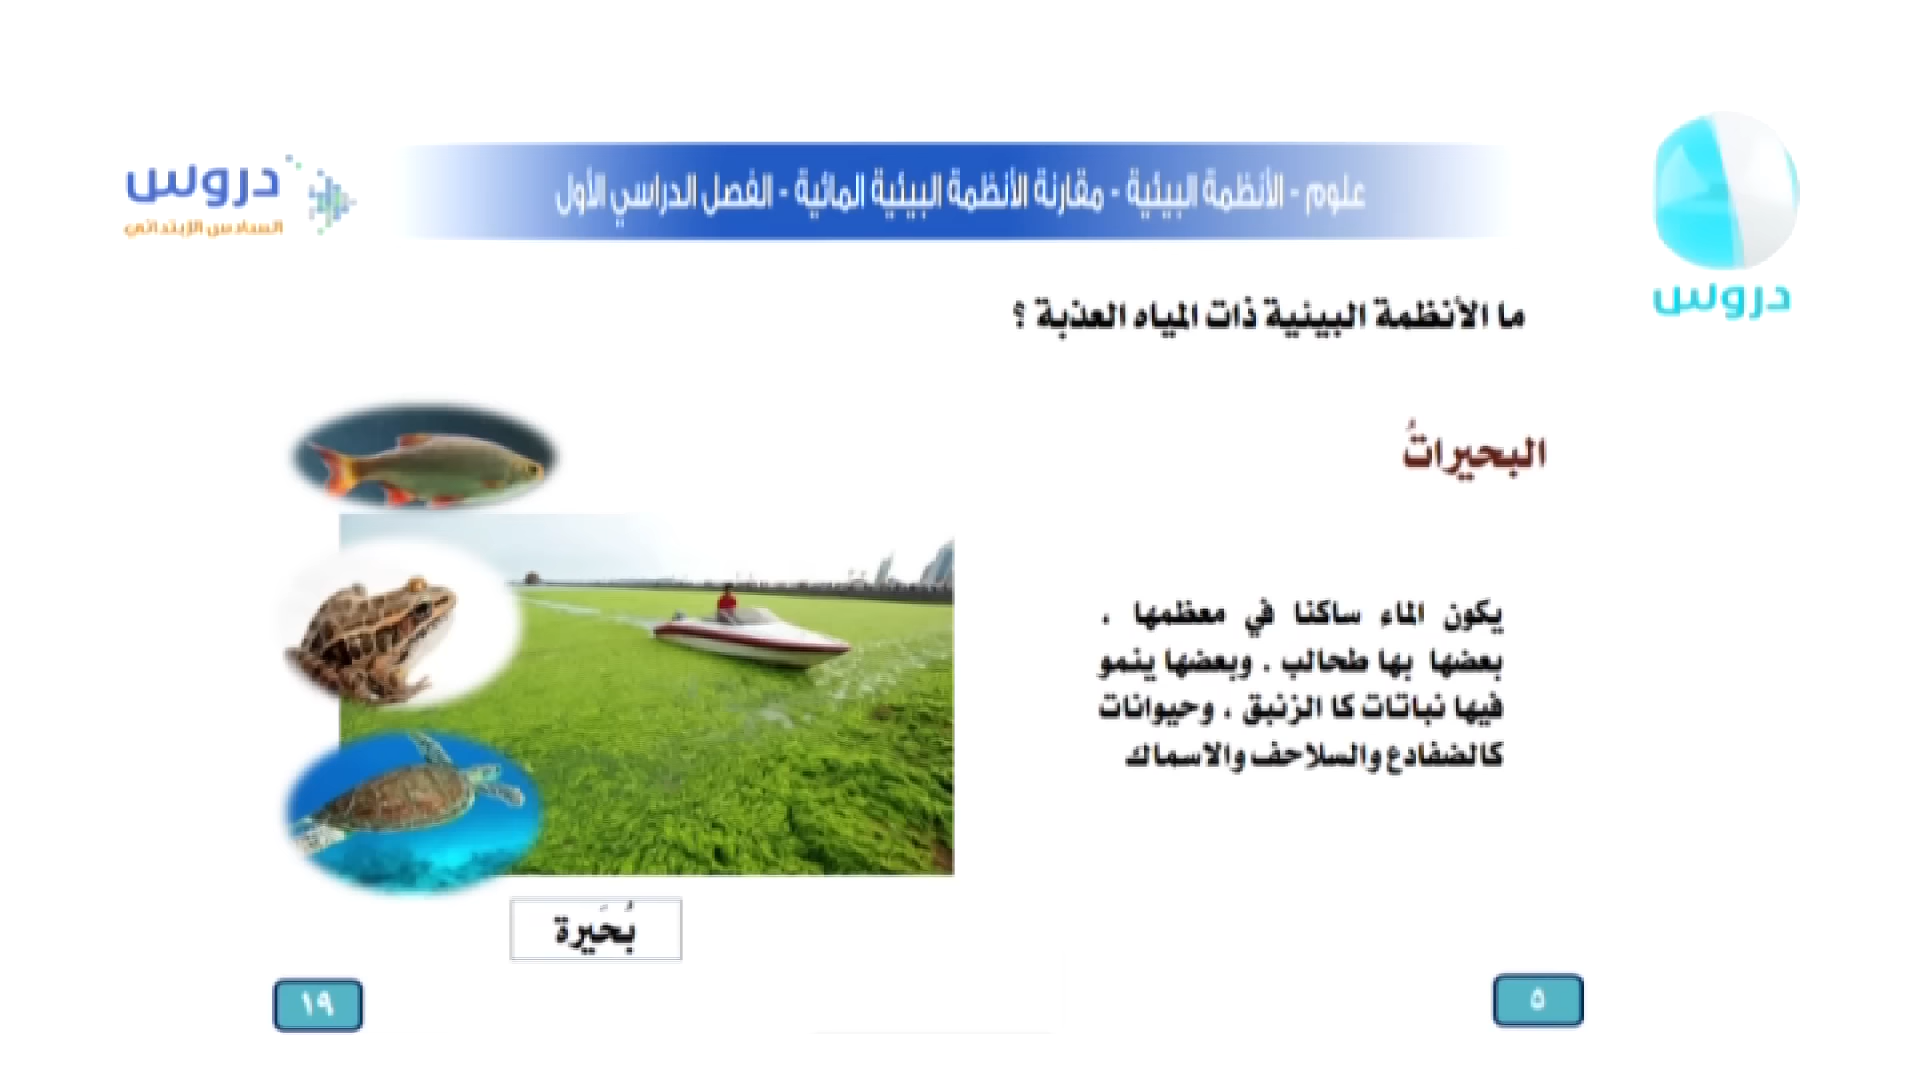 دروس
السادس الابتدائي
علوم - الأنظمة البيئية - مقارنة الأنظمة البيئية المائية - الفصل الدراسي الأول
دروس
ما الأنظمة البيئية ذات المياه العذبة ؟
البحيراتُ
يكون الماء ساكنا في معظمها ،
بعضها بها طحالب ، وبعضها ينمو
فيها نباتات كا الزنبق ، وحيوانات
كالضفادع والسلاحف والاسماك
بُحَيرة
٥
١٩